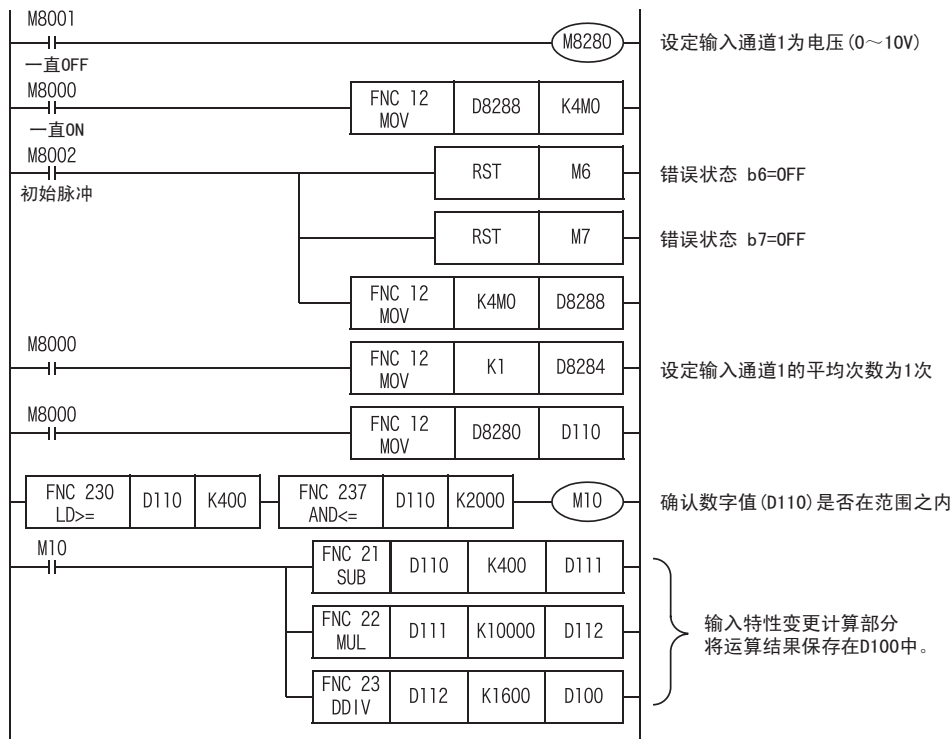 M8001
M8280
设定输入通道1为电压(0～10V)
一直OFF
M8000
FNC 12
MOV
D8288
K4M0
一直ON
M8002
RST
M6
错误状态 b6=OFF
初始脉冲
RST
M7
错误状态 b7=OFF
FNC 12
MOV
K4M0
D8288
M8000
FNC 12
MOV
K1
D8284
设定输入通道1的平均次数为1次
M8000
FNC 12
MOV
D8280
D110
FNC 230
LD>=
D110
K400
FNC 237
AND<=
D110
K2000
M10
确认数字值(D110)是否在范围之内
M10
FNC 21
SUB
D110
K400
D111
FNC 22
MUL
D111
K10000
D112
输入特性变更计算部分
将运算结果保存在D100中。
FNC 23
DDIV
D112
K1600
D100